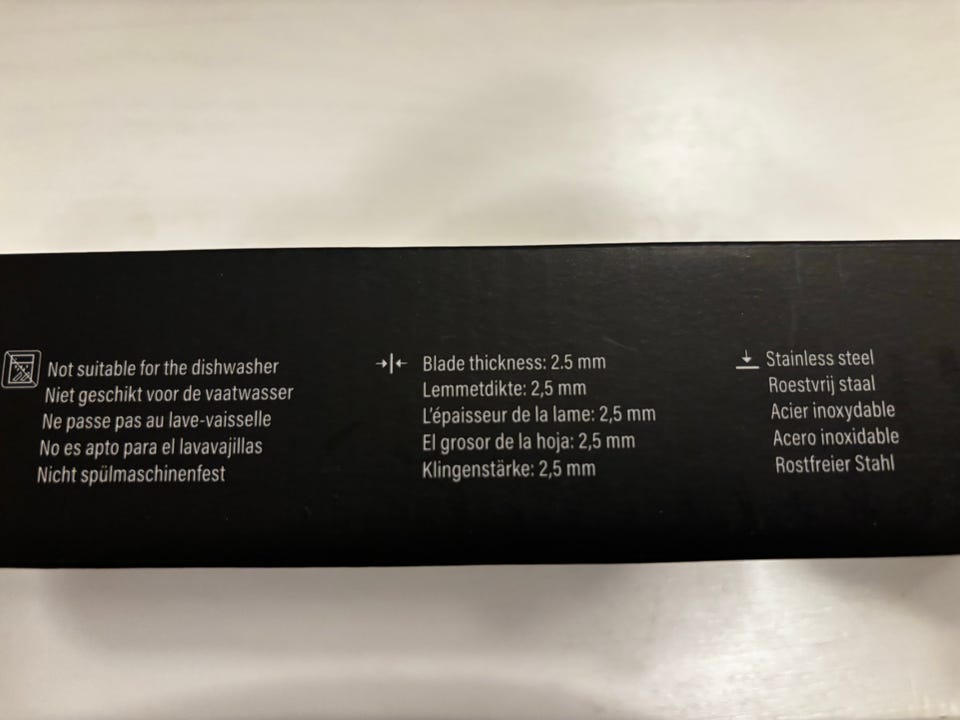 Not suitable for the dishwasher
Niet geschikt voor de vaatwasser
Ne passe pas au lave-vaisselle
No es apto para el lavavajillas
Nicht spülmaschinenfest
Blade thickness: 2.5 mm
Lemmetdikte: 2,5 mm
L'épaisseur de la lame: 2,5 mm
El grosor de la hoja: 2,5 mm
Klingenstärke: 2,5 mm
Stainless steel
Roestvrij staal
Acier inoxydable
Acero inoxidable
Rostfreier Stahl